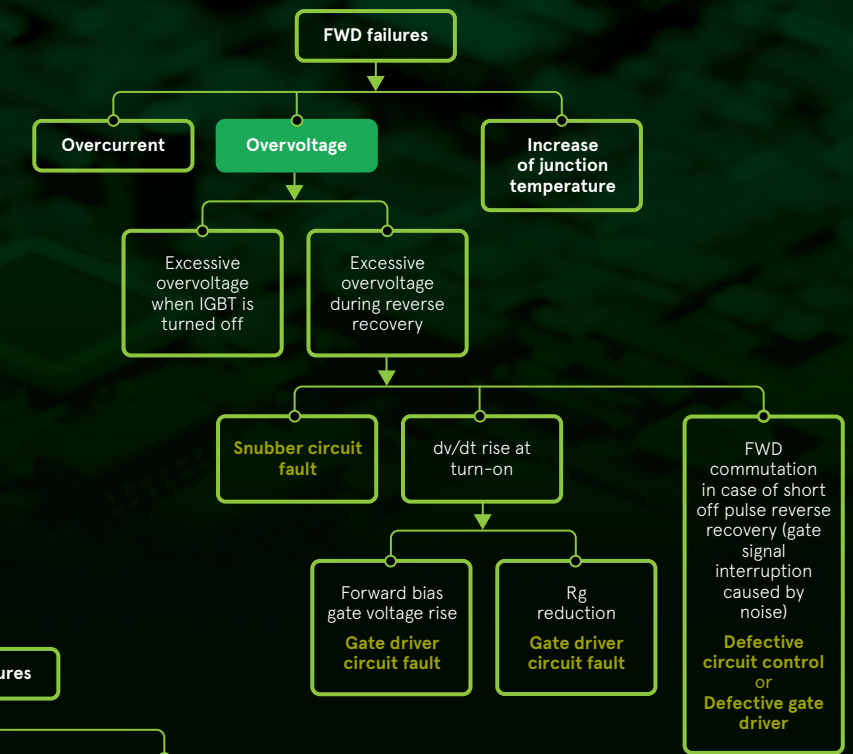 FWD failures
Overcurrent
Overvoltage
Increase
of junction
temperature
Excessive
overvoltage
when IGBT is
turned off
Excessive
overvoltage
during reverse
recovery
Snubber circuit
fault
dv/dt rise at
turn-on
FWD
commutation
in case of short
off pulse reverse
recovery (gate
signal
interruption
caused by
noise)
Defective
circuit control
or
Defective gate
driver
Forward bias
gate voltage rise
Gate driver
circuit fault
Rg
reduction
Gate driver
circuit fault
ures